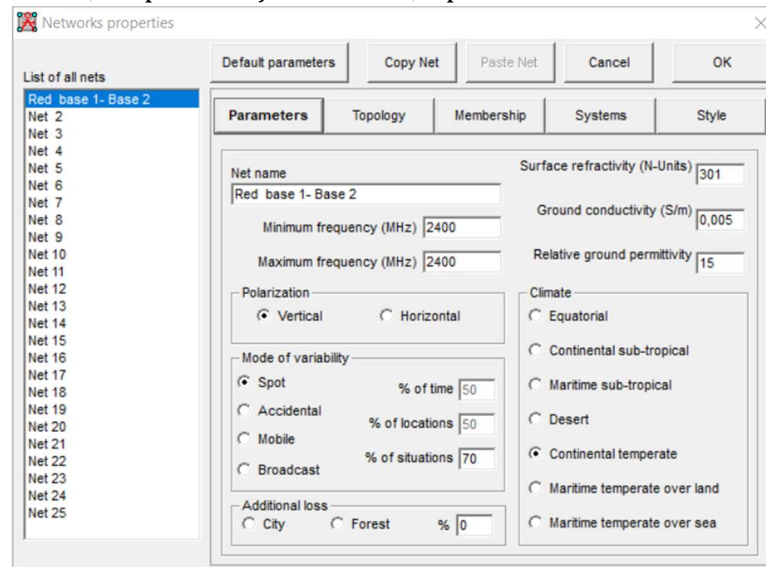 Networks properties
Default parameters
Copy Net
Paste Net
Cancel
OK
List of all nets
Red base 1- Base 2
Net 2
Net 3
Net 4
Net 5
Net 6
Net 7
Net 8
Net 9
Net 10
Net 11
Net 12
Net 13
Net 14
Net 15
Net 16
Net 17
Net 18
Net 19
Net 20
Net 21
Net 22
Net 23
Net 24
Net 25
Parameters
Topology
Membership
Systems
Style
Net name
Red base 1- Base 2
Minimum frequency (MHz) 2400
Maximum frequency (MHz) 2400
Surface refractivity (N-Units) 301
Ground conductivity (S/m) 0,005
Relative ground permittivity 15
Polarization
Vertical Horizontal
Mode of variability
Spot
Accidental
Mobile
Broadcast
% of time 50
% of locations 50
% of situations 70
Additional loss
City Forest % 0
Climate
Equatorial
Continental sub-tropical
Maritime sub-tropical
Desert
Continental temperate
Maritime temperate over land
Maritime temperate over sea